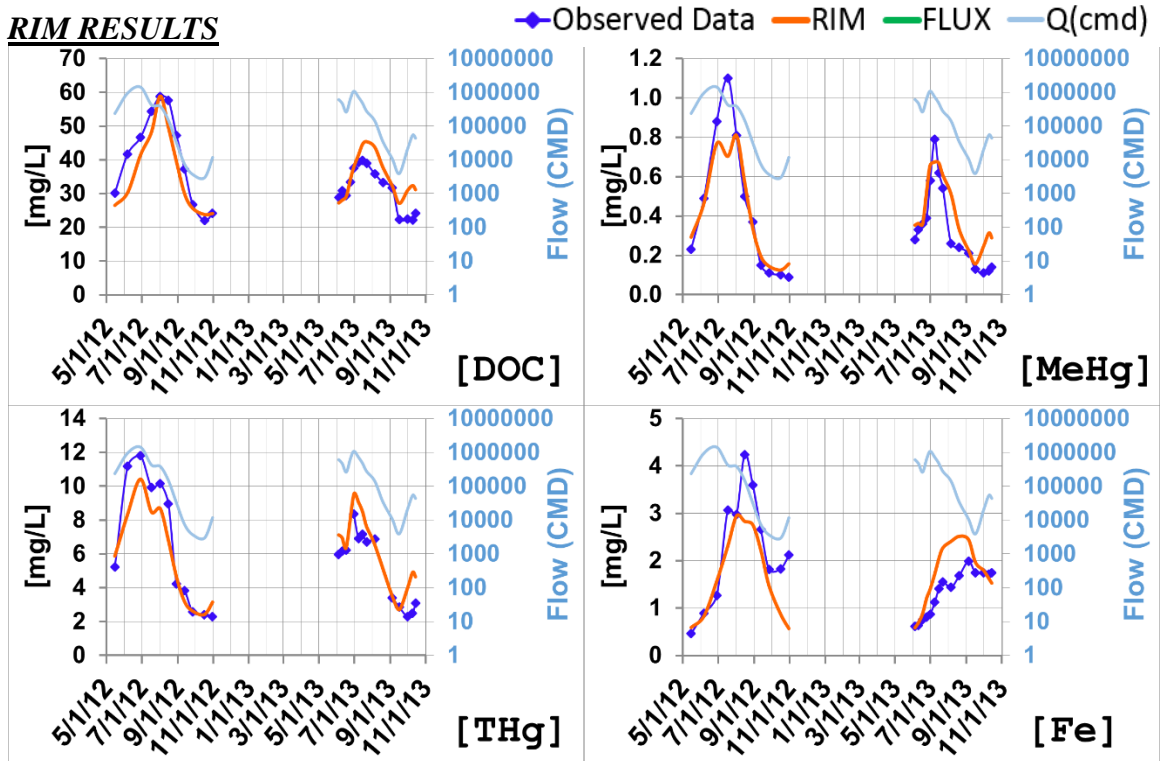 RIM RESULTS
Observed Data RIM FLUX Q(cmd)
70 10000000
60 1000000
50 100000
40 10000
30 1000
20 100
10 10
0 1
[mg/L]
Flow (CMD)
5/1/12 7/1/12 9/1/12 11/1/12 1/1/13 3/1/13 5/1/13 7/1/13 9/1/13 11/1/13
[DOC]
1.2 10000000
1.0 1000000
0.8 100000
10000
0.6 1000
0.4 100
0.2 10
0.0 1
[mg/L]
Flow (CMD)
5/1/12 7/1/12 9/1/12 11/1/12 1/1/13 3/1/13 5/1/13 7/1/13 9/1/13 11/1/13
[MeHg]
14 10000000
12 1000000
10 100000
8 10000
6 1000
100
4 10
2 1
0
[mg/L]
Flow (CMD)
5/1/12 7/1/12 9/1/12 11/1/12 1/1/13 3/1/13 5/1/13 7/1/13 9/1/13 11/1/13
[THg]
5 10000000
4 1000000
100000
3 10000
2 1000
100
1 10
0 1
[mg/L]
Flow (CMD)
5/1/12 7/1/12 9/1/12 11/1/12 1/1/13 3/1/13 5/1/13 7/1/13 9/1/13 11/1/13
[Fe]